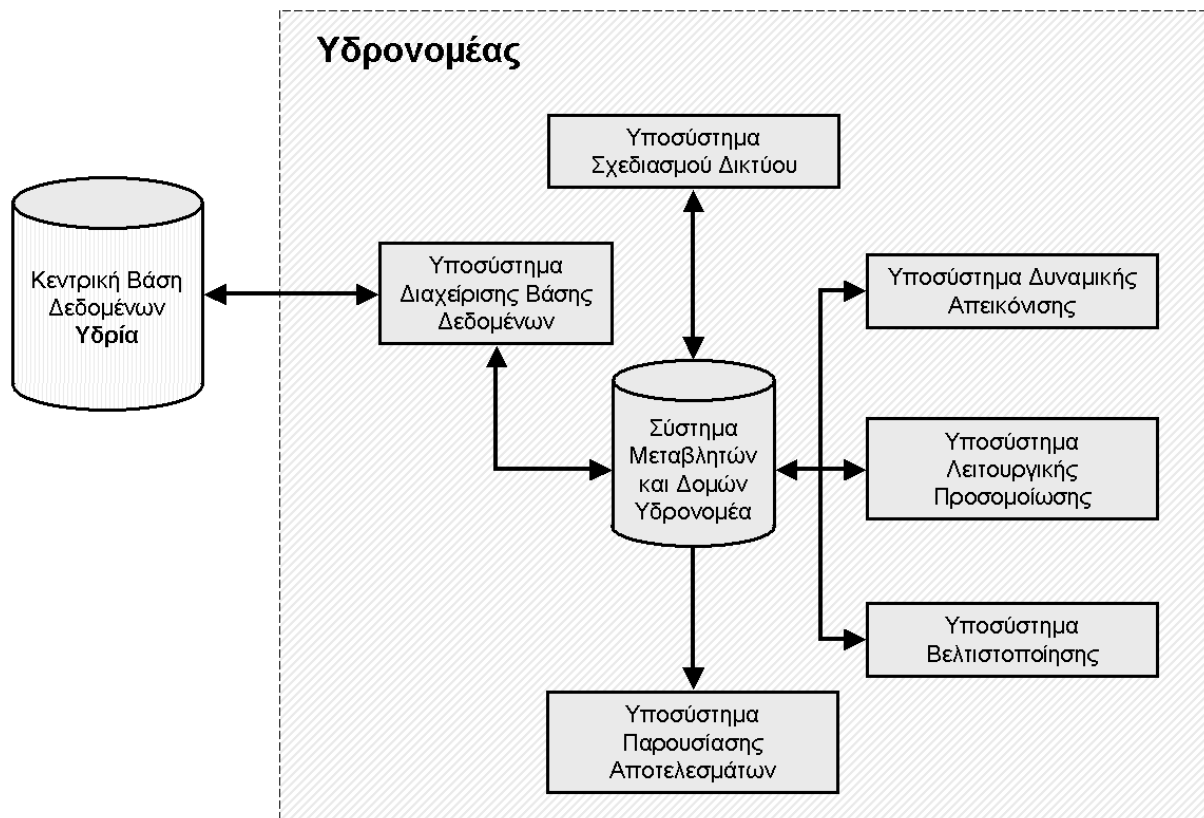 Υδρονομέας
Υποσύστημα
Σχεδιασμού Δικτύου
Κεντρική Βάση
Δεδομένων
Υδρία
Υποσύστημα
Διαχείρισης Βάσης
Δεδομένων
Υποσύστημα Δυναμικής
Απεικόνισης
Σύστημα
Μεταβλητών
και Δομών
Υδρονομέα
Υποσύστημα
Λειτουργικής
Προσομοίωσης
Υποσύστημα
Βελτιστοποίησης
Υποσύστημα
Παρουσίασης
Αποτελεσμάτων